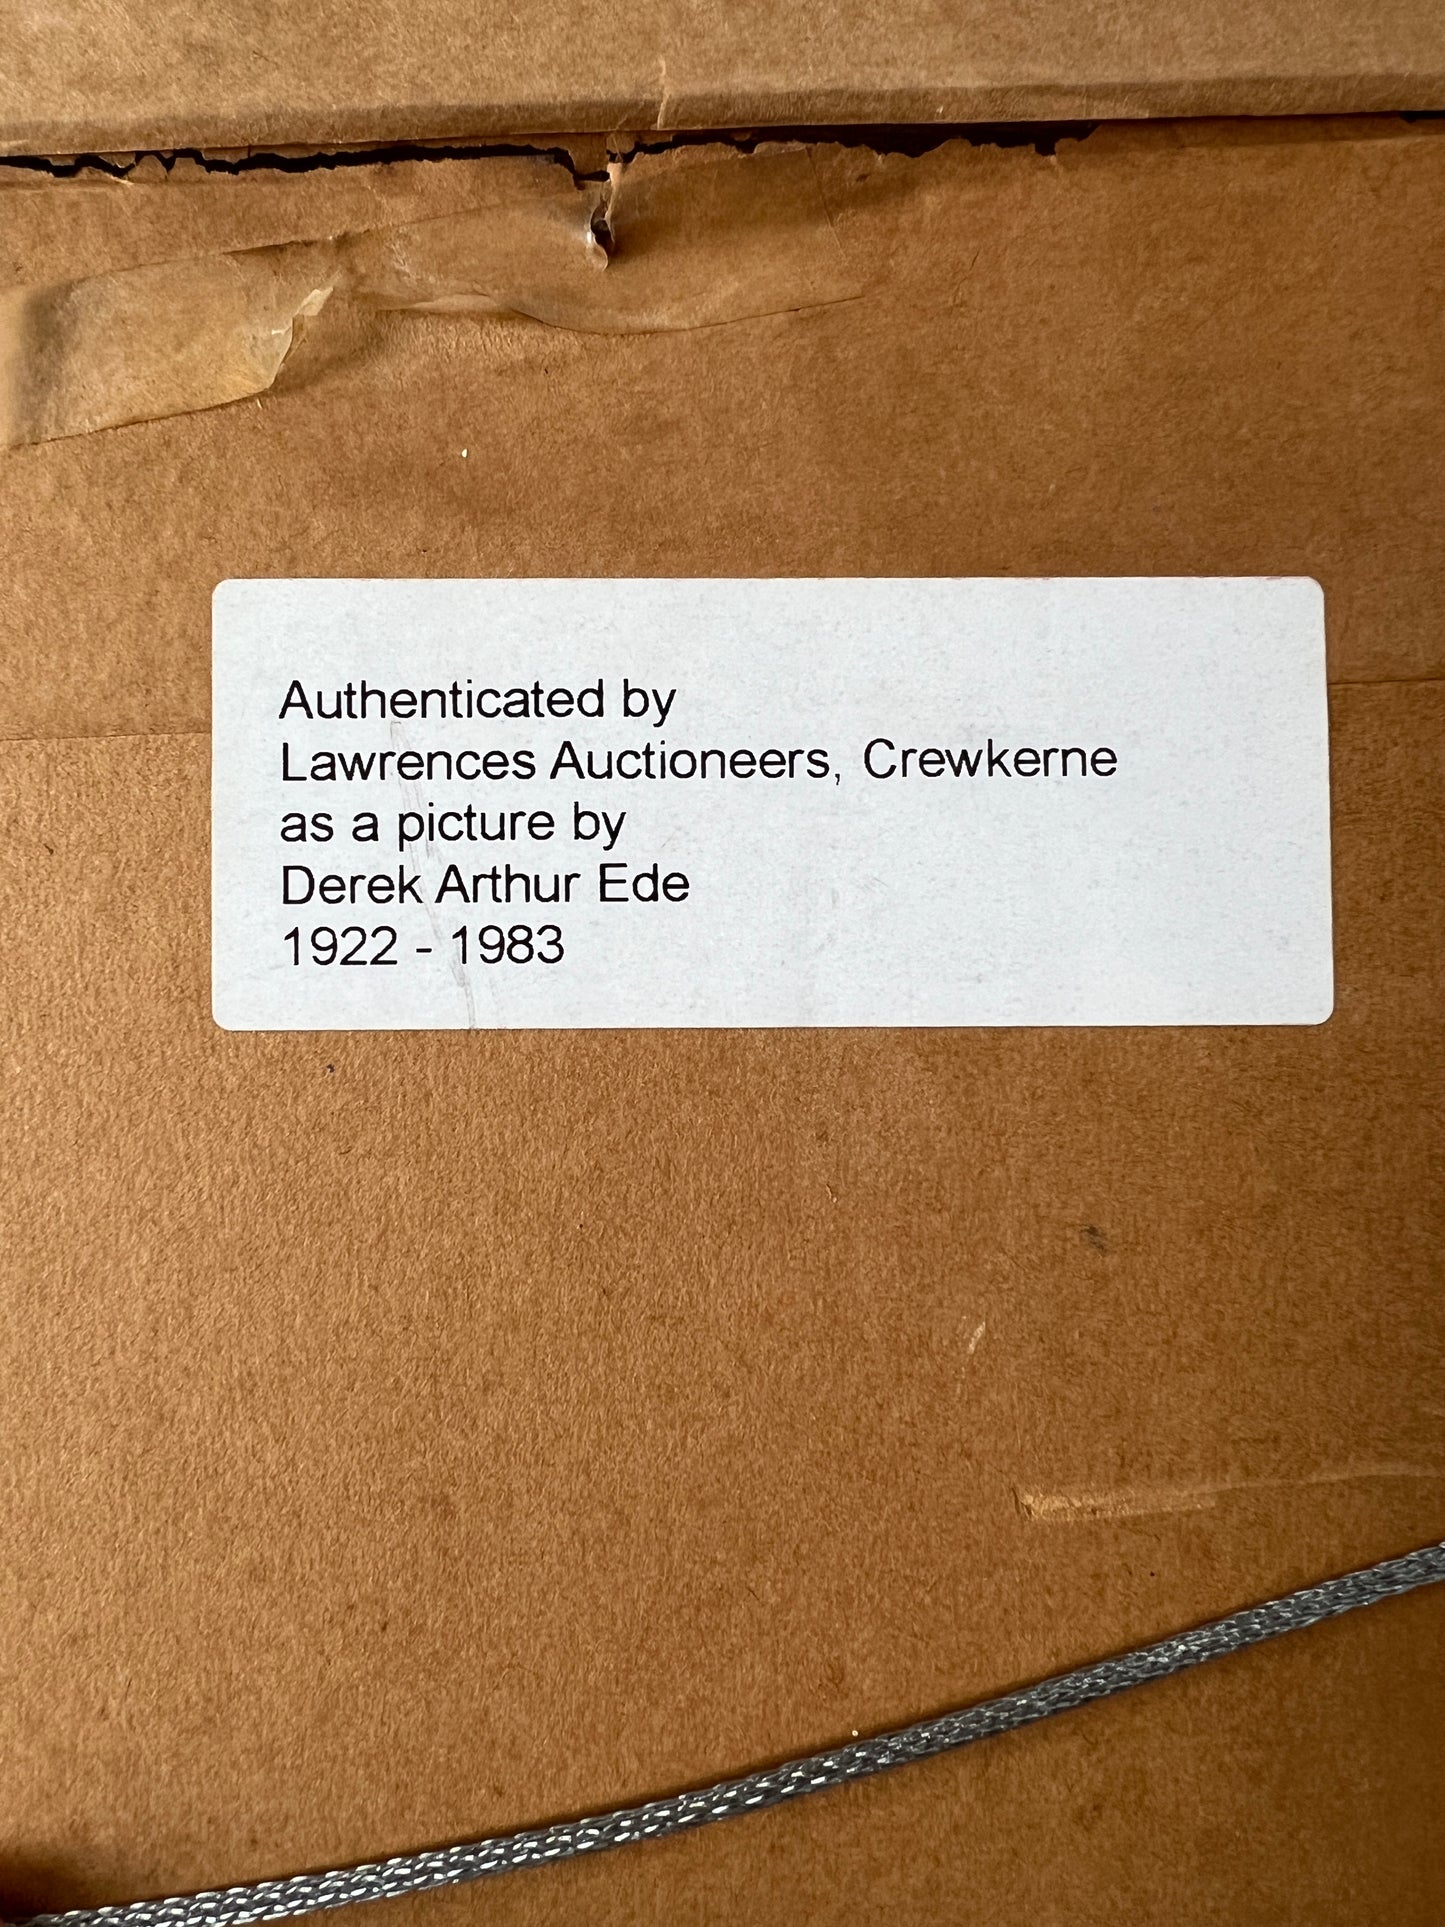 Authenticated by
Lawrences Auctioneers, Crewkerne
as a picture by
Derek Arthur Ede
1922 - 1983